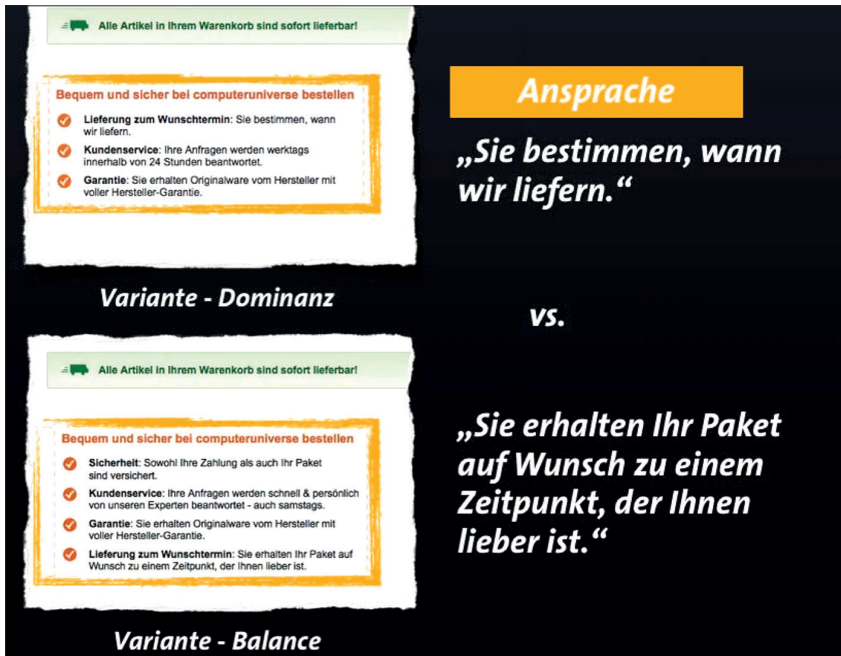 Alle Artikel in Ihrem Warenkorb sind sofort lieferbar!
Bequem und sicher bei computeruniverse bestellen
Lieferung zum Wunschtermin: Sie bestimmen, wann
wir liefern.
Kundenservice: Ihre Anfragen werden werktags
innerhalb von 24 Stunden beantwortet.
Garantie: Sie erhalten Originalware vom Hersteller mit
voller Hersteller-Garantie.
Variante - Dominanz
Ansprache
„Sie bestimmen, wann
wir liefern.“
vs.
Alle Artikel in Ihrem Warenkorb sind sofort lieferbar!
Bequem und sicher bei computeruniverse bestellen
Sicherheit: Sowohl Ihre Zahlung als auch Ihr Paket
sind versichert.
Kundenservice: Ihre Anfragen werden schnell & persönlich
von unseren Experten beantwortet - auch samstags.
Garantie: Sie erhalten Originalware vom Hersteller mit
voller Hersteller-Garantie.
Lieferung zum Wunschtermin: Sie erhalten Ihr Paket auf
Wunsch zu einem Zeitpunkt, der Ihnen lieber ist.
Variante - Balance
„Sie erhalten Ihr Paket
auf Wunsch zu einem
Zeitpunkt, der Ihnen
lieber ist.“